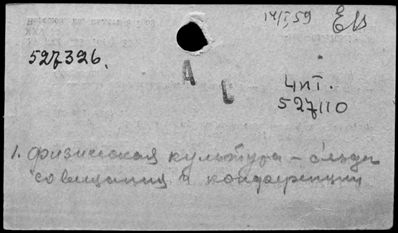 14/I 59
527326.
А
С
Чит.
527110
1. Физическая культура – съезды
совещания и конференции